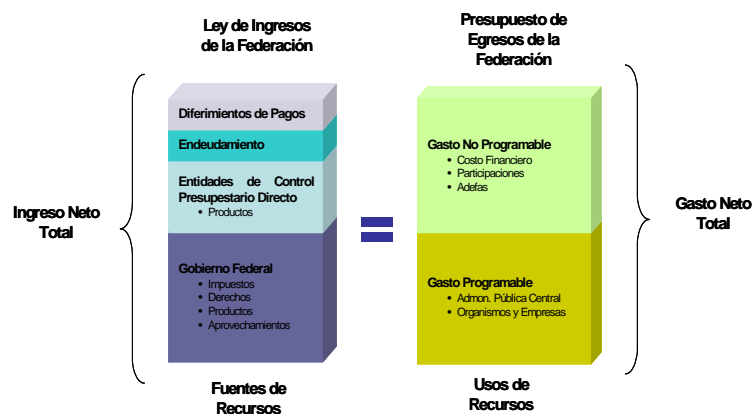 Ley de Ingresos
de la Federación
Presupuesto de
Egresos de la
Federación
Diferimientos de Pagos
Endeudamiento
Entidades de Control
Presupestario Directo
• Productos
Gobierno Federal
• Impuestos
• Derechos
• Productos
• Aprovechamientos
Ingreso Neto
Total
=
Gasto No Programable
• Costo Financiero
• Participaciones
• Adefas
Gasto Programable
• Admon. Pública Central
• Organismos y Empresas
Gasto Neto
Total
Fuentes de
Recursos
Usos de
Recursos